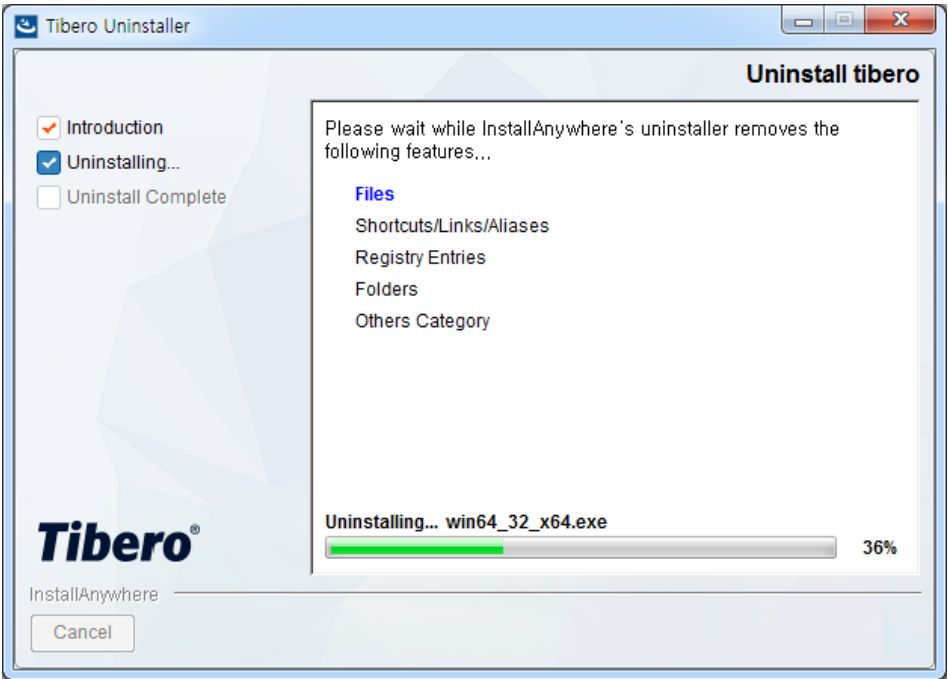 Tibero Uninstaller
Uninstall tibero
Introduction
Uninstalling...
Uninstall Complete
Please wait while InstallAnywhere's uninstaller removes the
following features...
Files
Shortcuts/Links/Aliases
Registry Entries
Folders
Others Category
Uninstalling... win64_32_x64.exe
36%
Tibero®
InstallAnywhere
Cancel